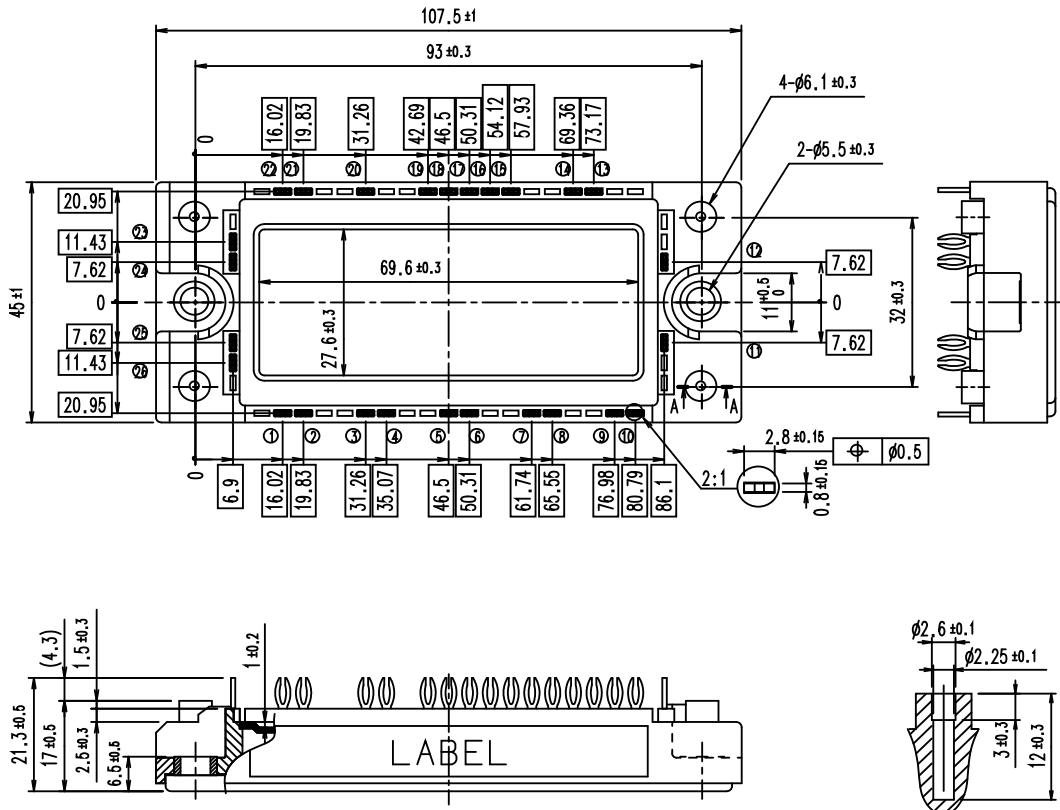 107.5 ±1
93 ±0.3
4-ø6.1 ±0.3
2-ø5.5 ±0.3
0 16.02 19.83 31.26 42.69 46.5 50.31 54.12 57.93 69.36 73.17
㉒ ㉑ ⑳ ⑲ ⑱ ⑰ ⑯ ⑮ ⑭ ⑬
45 ±1
20.95
11.43
7.62
0
7.62
11.43
20.95
㉓
㉔
㉕
㉖
69.6 ±0.3
27.6 ±0.3
⑫
7.62
11 +0.5 0
0
7.62
⑪
32 ±0.3
A A
① ② ③ ④ ⑤ ⑥ ⑦ ⑧ ⑨ ⑩
0 6.9 16.02 19.83 31.26 35.07 46.5 50.31 61.74 65.55 76.98 80.79 86.1
2:1
2.8 ±0.15
0.8 ±0.15
ø0.5
21.3 ±0.5
17 ±0.5
(4.3)
1.5 ±0.3
2.5 ±0.3
6.5 ±0.5
1 ±0.2
LABEL
ø2.6 ±0.1
ø2.25 ±0.1
3 ±0.3
12 ±0.3